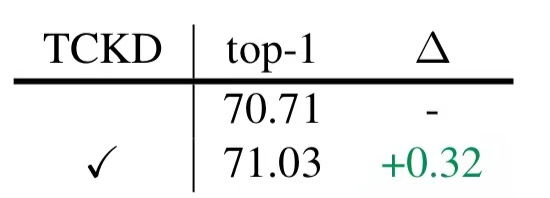 TCKD top-1 Δ
70.71 -
✓ 71.03 +0.32